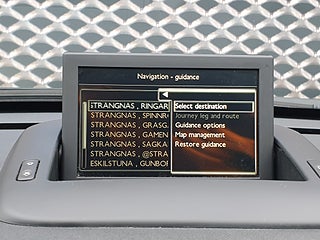 Navigation - guidance
STRANGNAS, RINGAR
STRANGNAS, SPINNR
STRANGNAS, GRASG
STRANGNAS, GAMEN
STRANGNAS, SAGKA
STRANGNAS, @STRA
ESKILSTUNA, GUNBOF
Select destination
Journey leg and route
Guidance options
Map management
Restore guidance